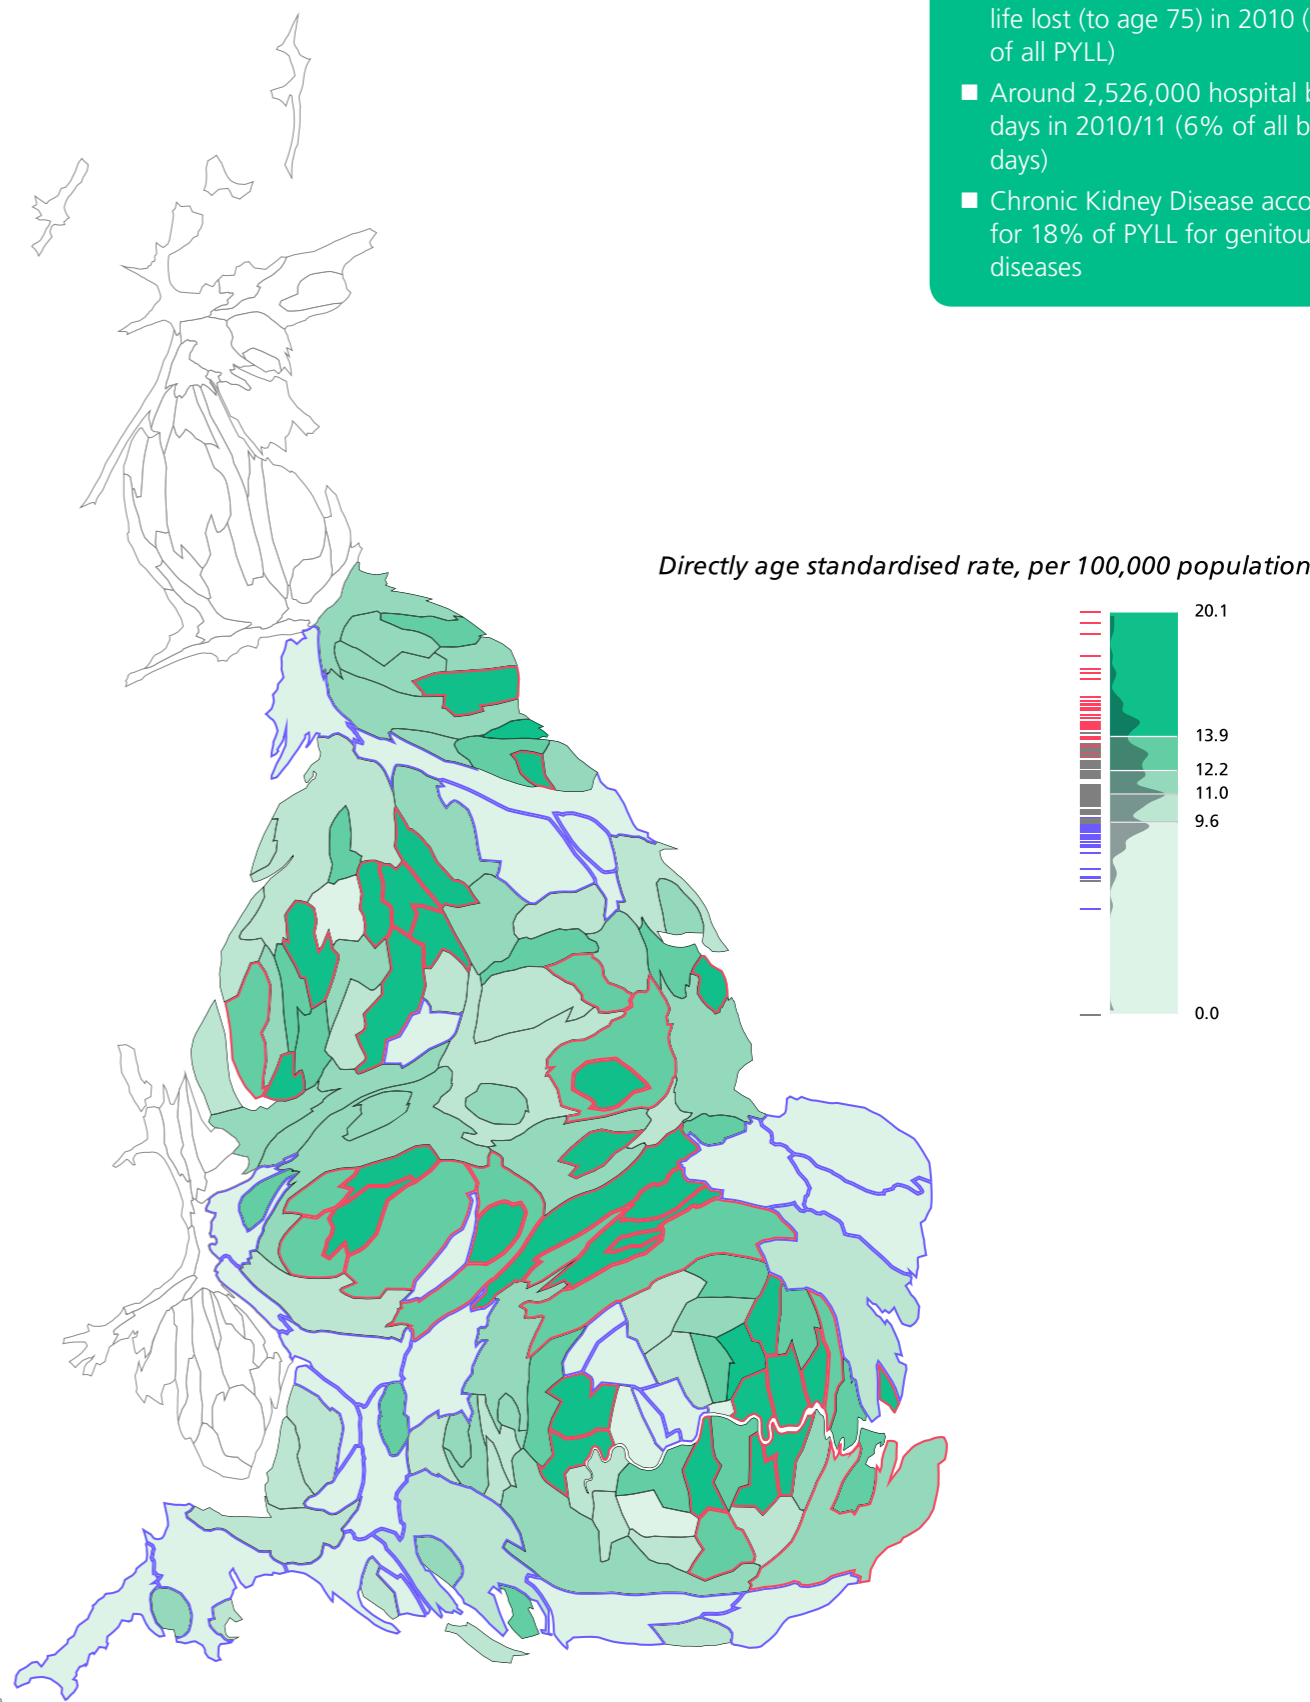 life lost (to age 75) in 2010 (
of all PYLL)
■ Around 2,526,000 hospital
days in 2010/11 (6% of all
days)
■ Chronic Kidney Disease
for 18% of PYLL for
diseases
Directly age standardised rate, per 100,000 population
20.1
13.9
12.2
11.0
9.6
0.0